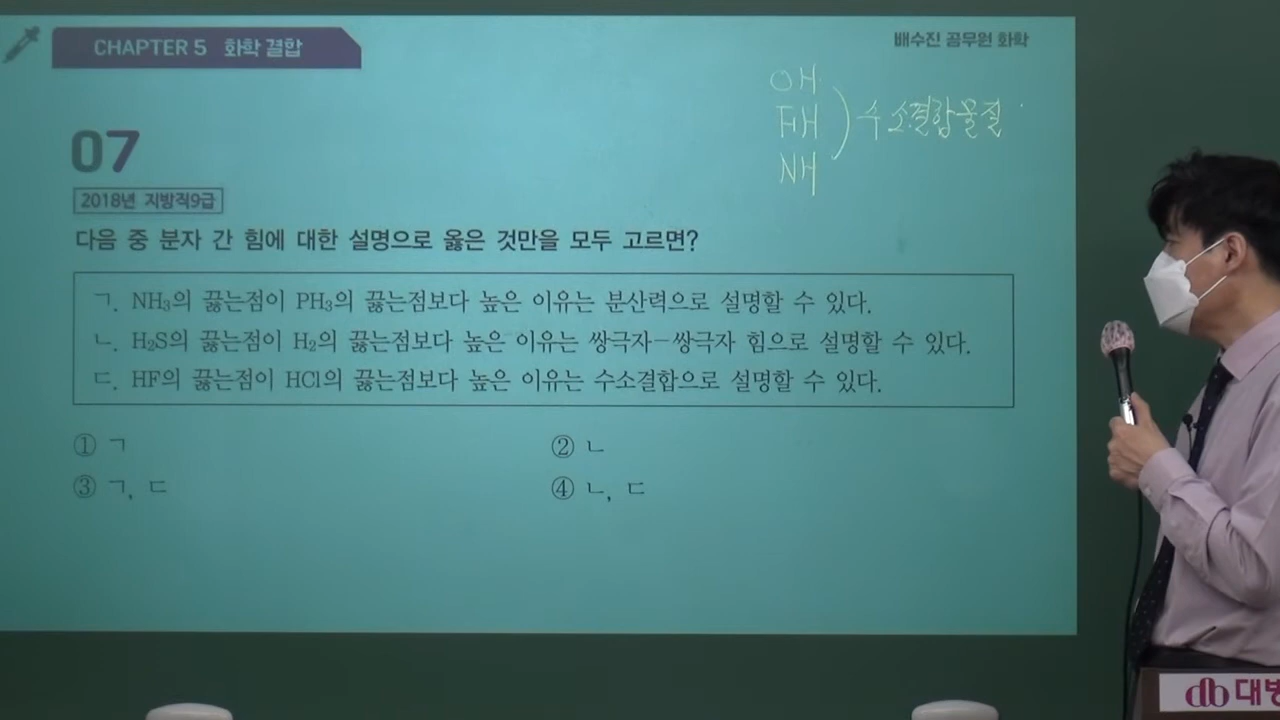 CHAPTER 5 화학 결합
배수진 공무원 화학
OH
FH
NH
) 수소결합물질
07
2018년 지방직9급
다음 중 분자 간 힘에 대한 설명으로 옳은 것만을 모두 고르면?
ㄱ. NH₃의 끓는점이 PH₃의 끓는점보다 높은 이유는 분산력으로 설명할 수 있다.
ㄴ. H₂S의 끓는점이 H₂의 끓는점보다 높은 이유는 쌍극자-쌍극자 힘으로 설명할 수 있다.
ㄷ. HF의 끓는점이 HCl의 끓는점보다 높은 이유는 수소결합으로 설명할 수 있다.
① ㄱ
② ㄴ
③ ㄱ, ㄷ
④ ㄴ, ㄷ